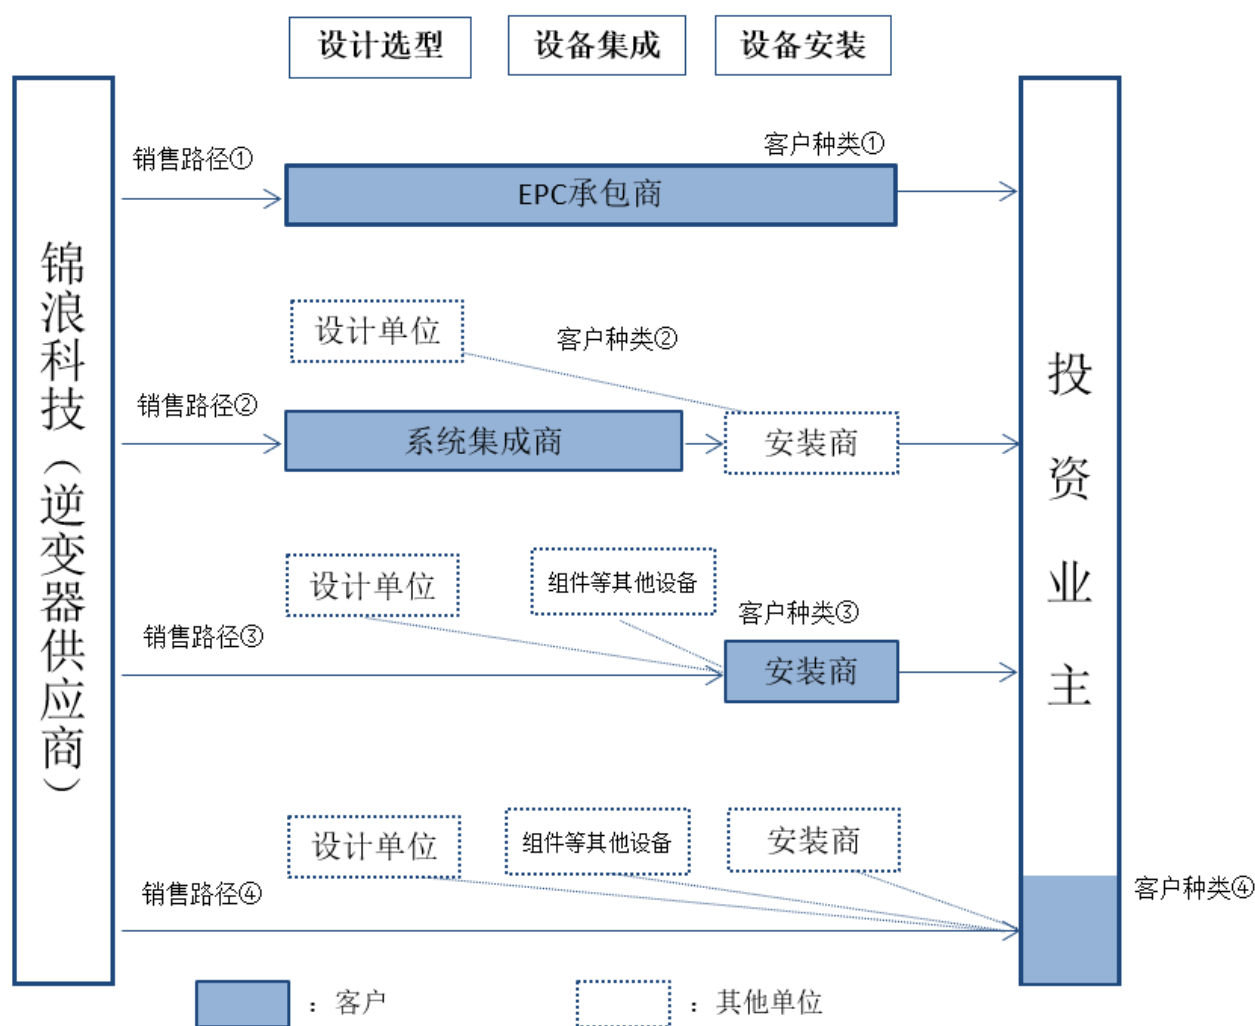 设计选型
设备集成
设备安装
锦浪科技（逆变器供应商）
销售路径①
客户种类①
EPC承包商
设计单位
客户种类②
销售路径②
系统集成商
安装商
设计单位
组件等其他设备
客户种类③
销售路径③
安装商
设计单位
组件等其他设备
安装商
销售路径④
客户种类④
投资业主
：客户
：其他单位